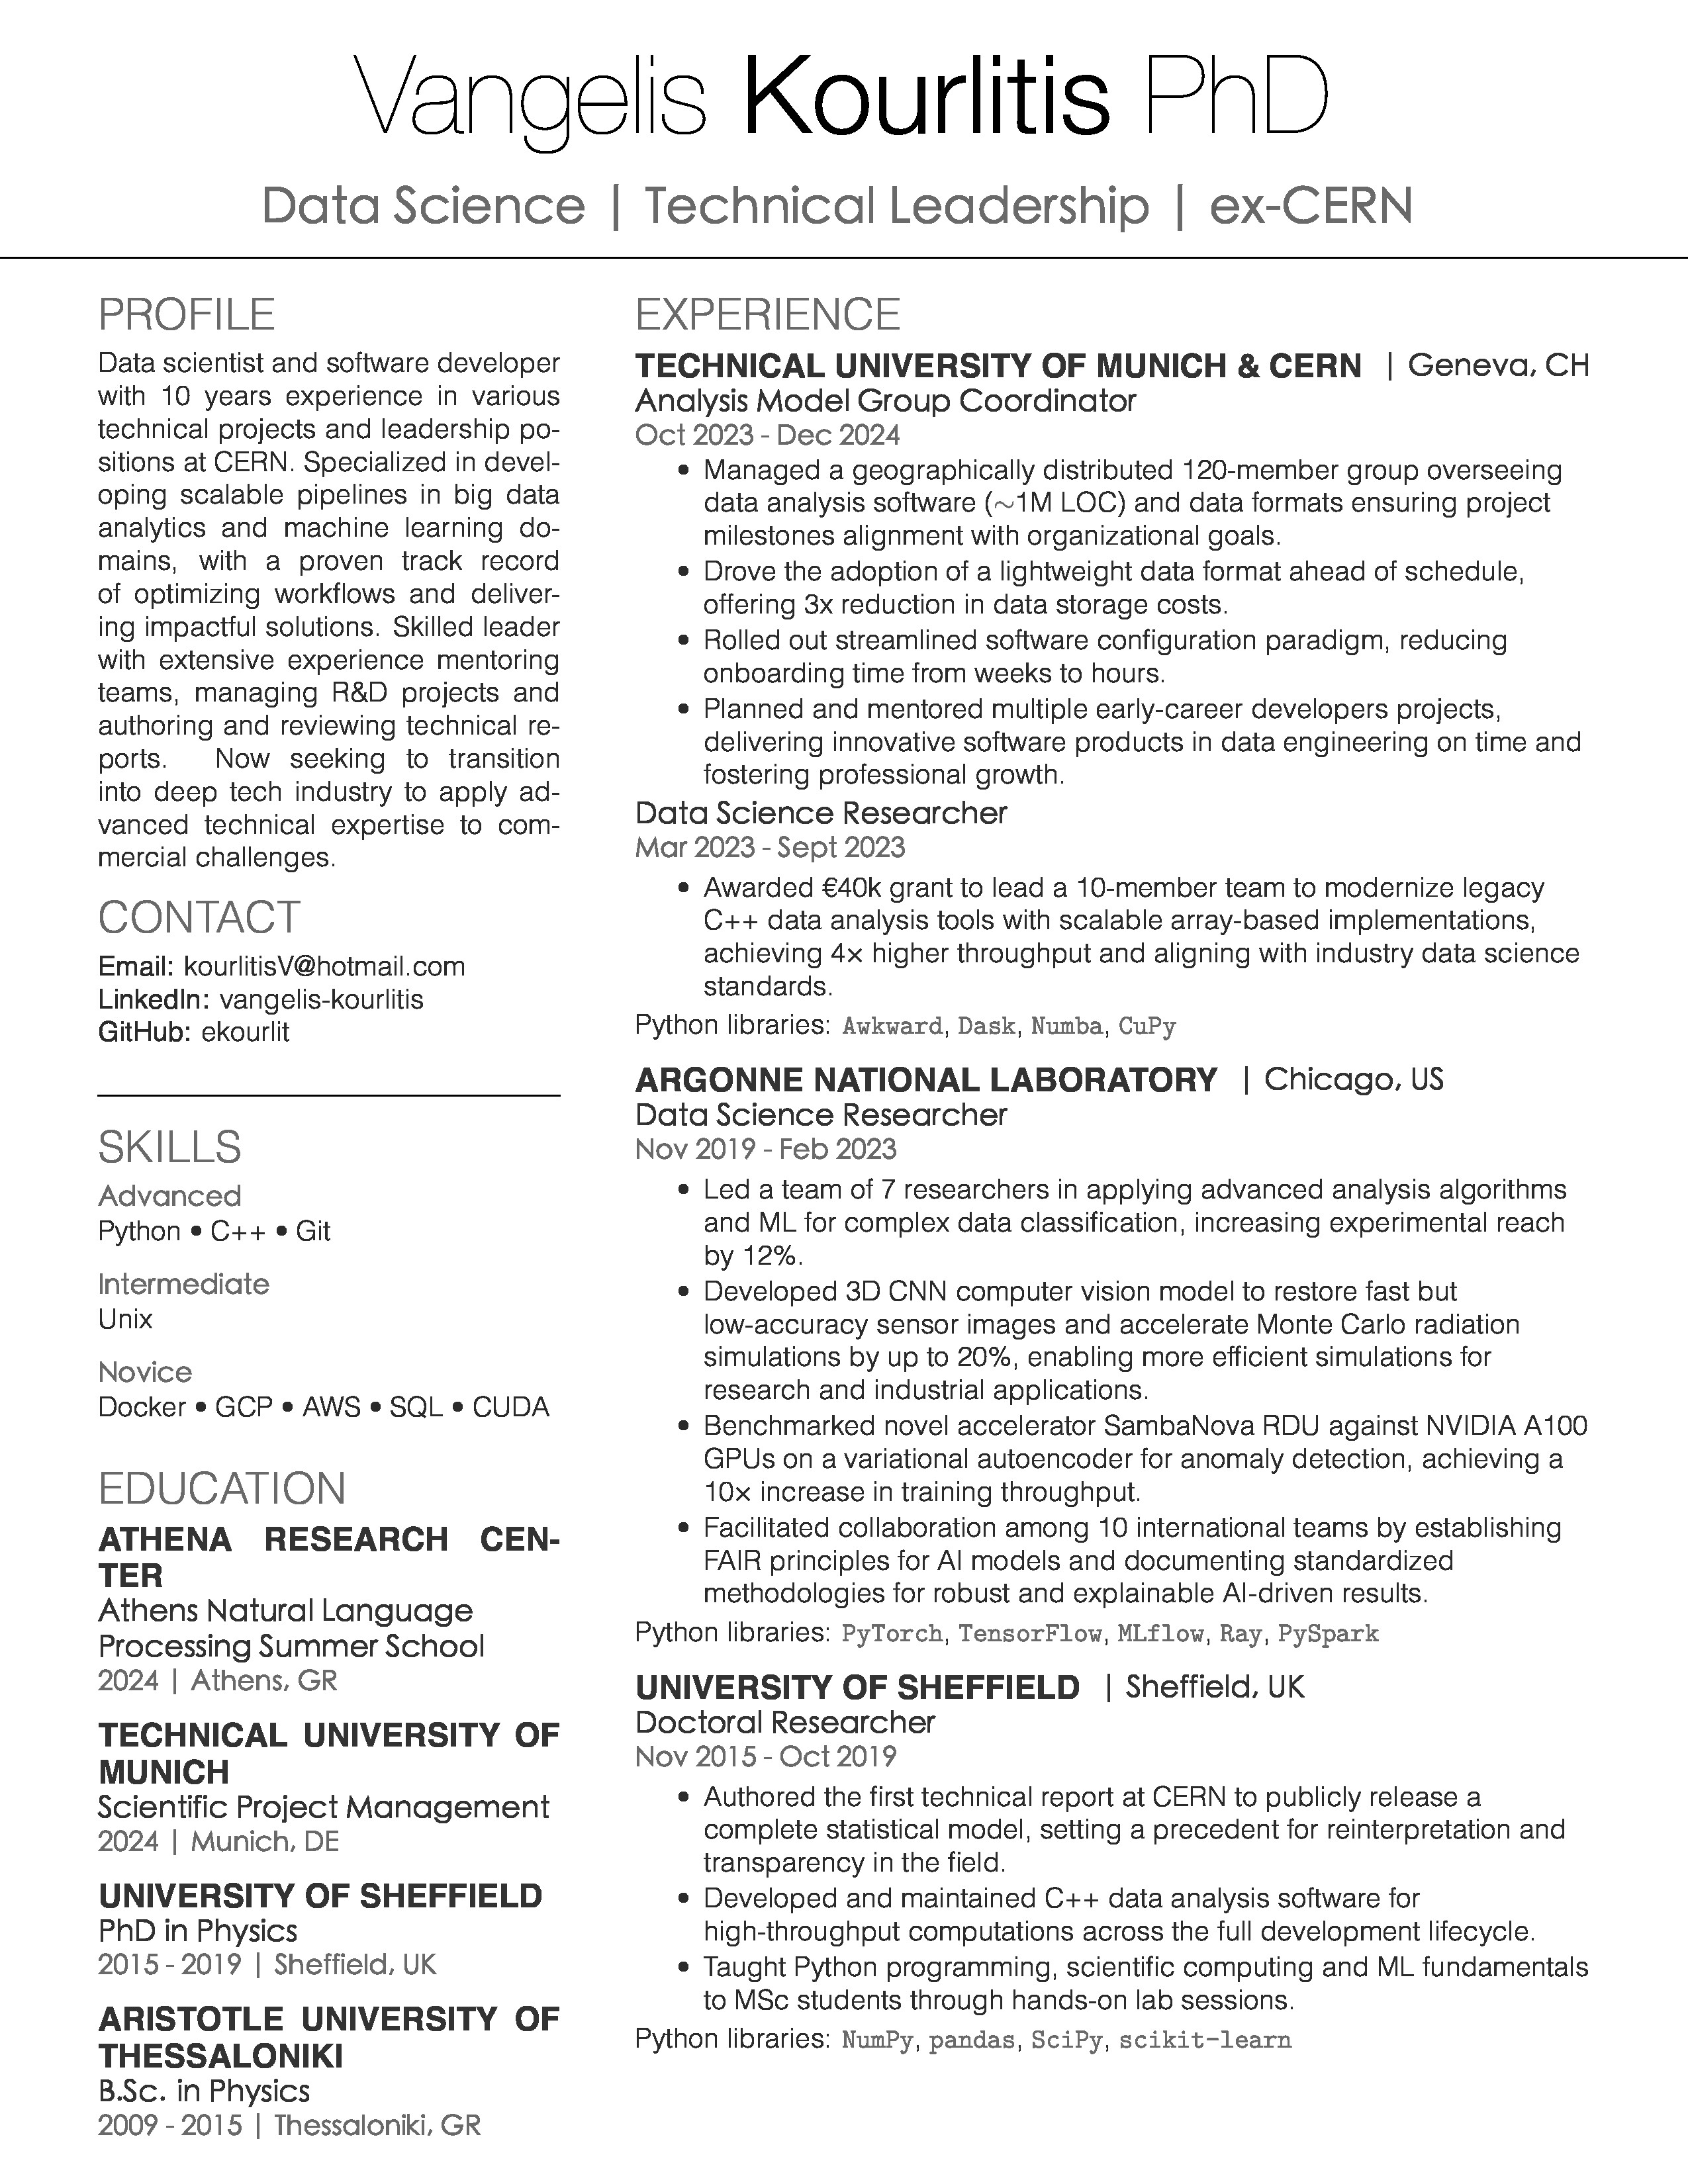 Vangelis Kourlitis PhD
Data Science | Technical Leadership | ex-CERN
PROFILE
Data scientist and software developer
with 10 years experience in various
technical projects and leadership po-
sitions at CERN. Specialized in devel-
oping scalable pipelines in big data
analytics and machine learning do-
mains, with a proven track record
of optimizing workflows and deliver-
ing impactful solutions. Skilled leader
with extensive experience mentoring
teams, managing R&D projects and
authoring and reviewing technical re-
ports. Now seeking to transition
into deep tech industry to apply ad-
vanced technical expertise to com-
mercial challenges.
CONTACT
Email: kourlitisV@hotmail.com
LinkedIn: vangelis-kourlitis
GitHub: ekourlit
SKILLS
Advanced
Python • C++ • Git
Intermediate
Unix
Novice
Docker • GCP • AWS • SQL • CUDA
EDUCATION
ATHENA RESEARCH CEN-
TER
Athens Natural Language
Processing Summer School
2024 | Athens, GR
TECHNICAL UNIVERSITY OF
MUNICH
Scientific Project Management
2024 | Munich, DE
UNIVERSITY OF SHEFFIELD
PhD in Physics
2015 - 2019 | Sheffield, UK
ARISTOTLE UNIVERSITY OF
THESSALONIKI
B.Sc. in Physics
2009 - 2015 | Thessaloniki, GR
EXPERIENCE
TECHNICAL UNIVERSITY OF MUNICH & CERN | Geneva, CH
Analysis Model Group Coordinator
Oct 2023 - Dec 2024
• Managed a geographically distributed 120-member group overseeing
data analysis software (~1M LOC) and data formats ensuring project
milestones alignment with organizational goals.
• Drove the adoption of a lightweight data format ahead of schedule,
offering 3x reduction in data storage costs.
• Rolled out streamlined software configuration paradigm, reducing
onboarding time from weeks to hours.
• Planned and mentored multiple early-career developers projects,
delivering innovative software products in data engineering on time and
fostering professional growth.
Data Science Researcher
Mar 2023 - Sept 2023
• Awarded €40k grant to lead a 10-member team to modernize legacy
C++ data analysis tools with scalable array-based implementations,
achieving 4× higher throughput and aligning with industry data science
standards.
Python libraries: Awkward, Dask, Numba, CuPy
ARGONNE NATIONAL LABORATORY | Chicago, US
Data Science Researcher
Nov 2019 - Feb 2023
• Led a team of 7 researchers in applying advanced analysis algorithms
and ML for complex data classification, increasing experimental reach
by 12%.
• Developed 3D CNN computer vision model to restore fast but
low-accuracy sensor images and accelerate Monte Carlo radiation
simulations by up to 20%, enabling more efficient simulations for
research and industrial applications.
• Benchmarked novel accelerator SambaNova RDU against NVIDIA A100
GPUs on a variational autoencoder for anomaly detection, achieving a
10× increase in training throughput.
• Facilitated collaboration among 10 international teams by establishing
FAIR principles for AI models and documenting standardized
methodologies for robust and explainable AI-driven results.
Python libraries: PyTorch, TensorFlow, MLflow, Ray, PySpark
UNIVERSITY OF SHEFFIELD | Sheffield, UK
Doctoral Researcher
Nov 2015 - Oct 2019
• Authored the first technical report at CERN to publicly release a
complete statistical model, setting a precedent for reinterpretation and
transparency in the field.
• Developed and maintained C++ data analysis software for
high-throughput computations across the full development lifecycle.
• Taught Python programming, scientific computing and ML fundamentals
to MSc students through hands-on lab sessions.
Python libraries: NumPy, pandas, SciPy, scikit-learn